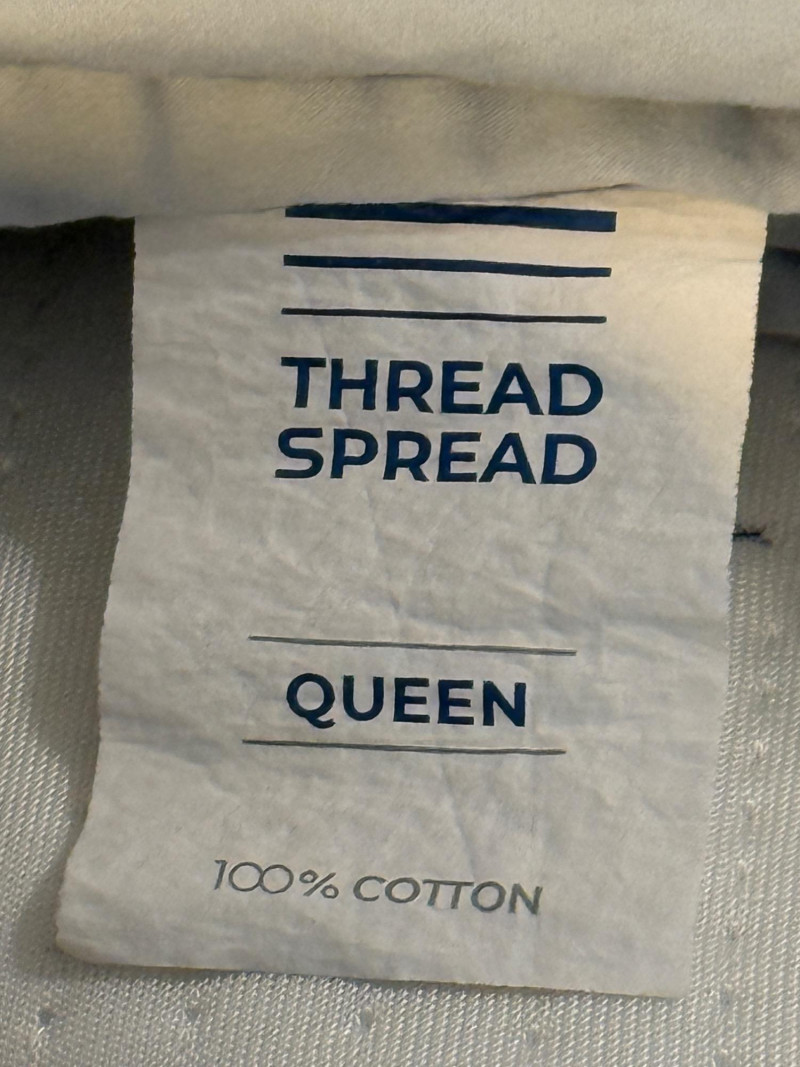 THREAD
SPREAD
QUEEN
100% COTTON